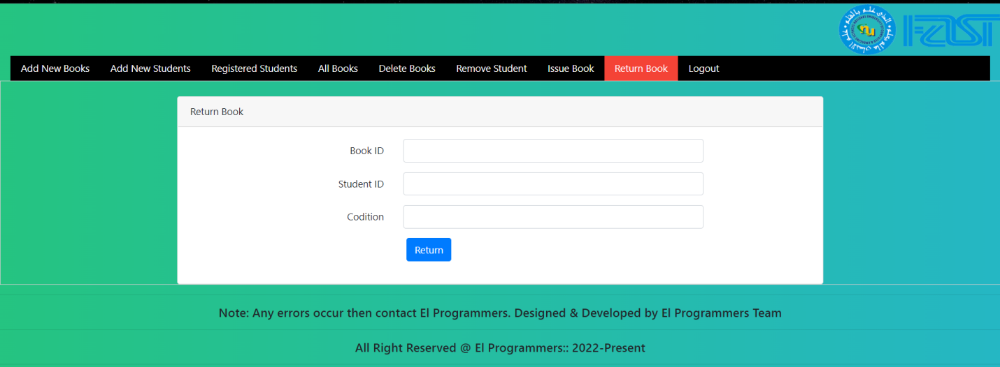 FAST
Add New Books Add New Students Registered Students All Books Delete Books Remove Student Issue Book Return Book Logout
Return Book
Book ID
Student ID
Codition
Return
Note: Any errors occur then contact El Programmers. Designed & Developed by El Programmers Team
All Right Reserved @ El Programmers:: 2022-Present